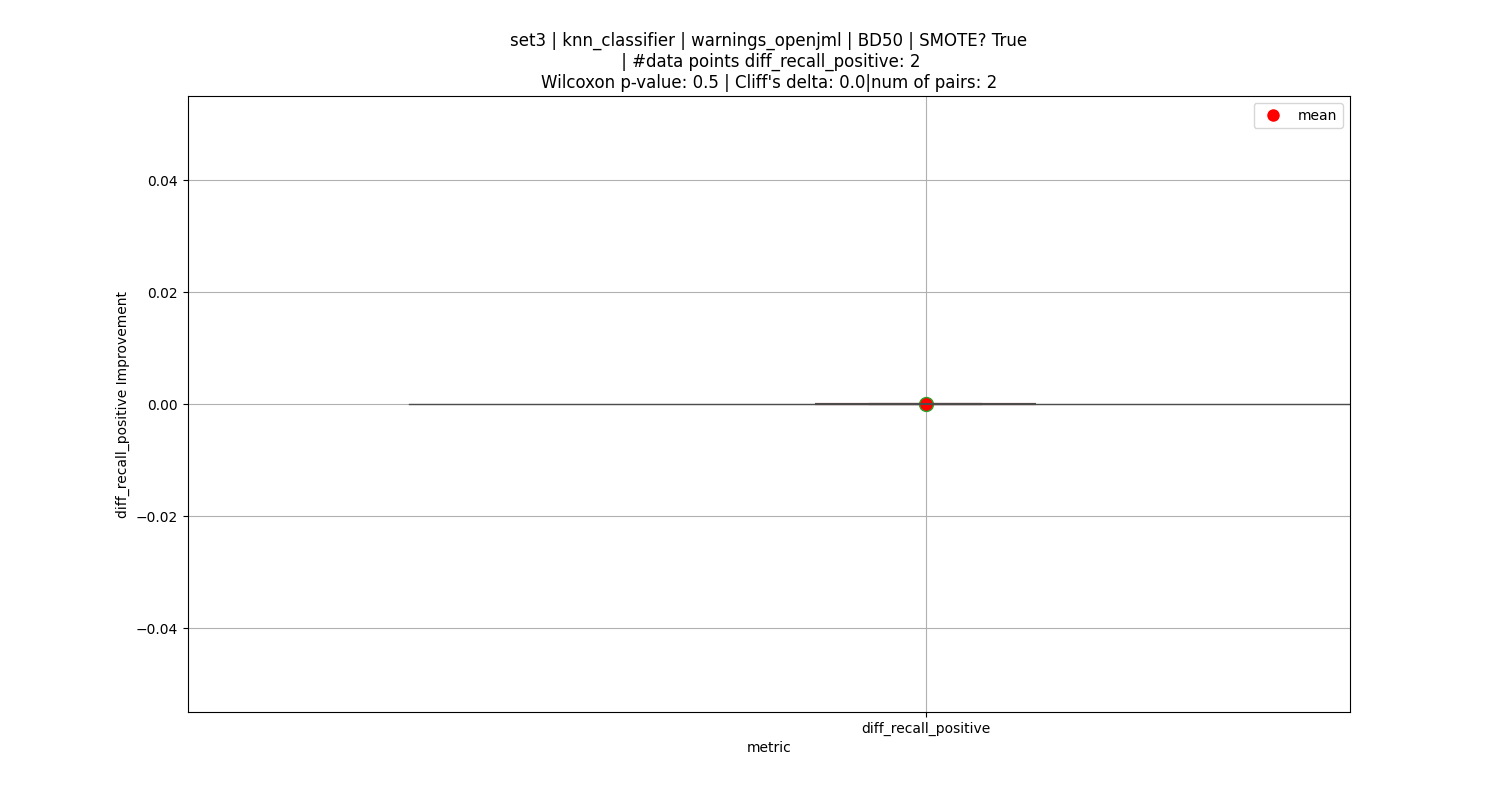 set3 | knn_classifier | warnings_openjml | BD50 | SMOTE? True
| #data points diff_recall_positive: 2
Wilcoxon p-value: 0.5 | Cliff's delta: 0.0|num of pairs: 2
mean
0.04
0.02
0.00
−0.02
−0.04
diff_recall_positive Improvement
diff_recall_positive
metric